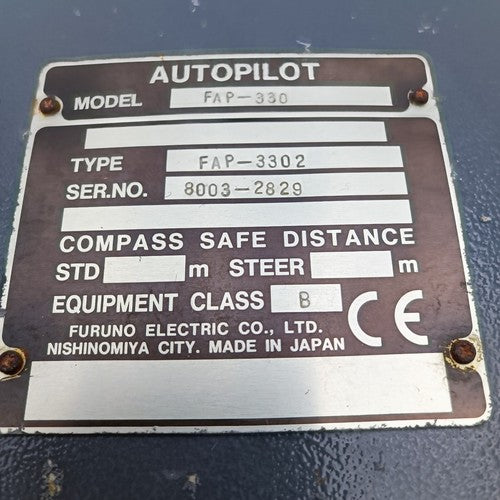 AUTOPILOT
MODEL FAP-330
TYPE FAP-3302
SER.NO. 8003-2829
COMPASS SAFE DISTANCE
STD m STEER m
EQUIPMENT CLASS B CE
FURUNO ELECTRIC CO., LTD.
NISHINOMIYA CITY. MADE IN JAPAN